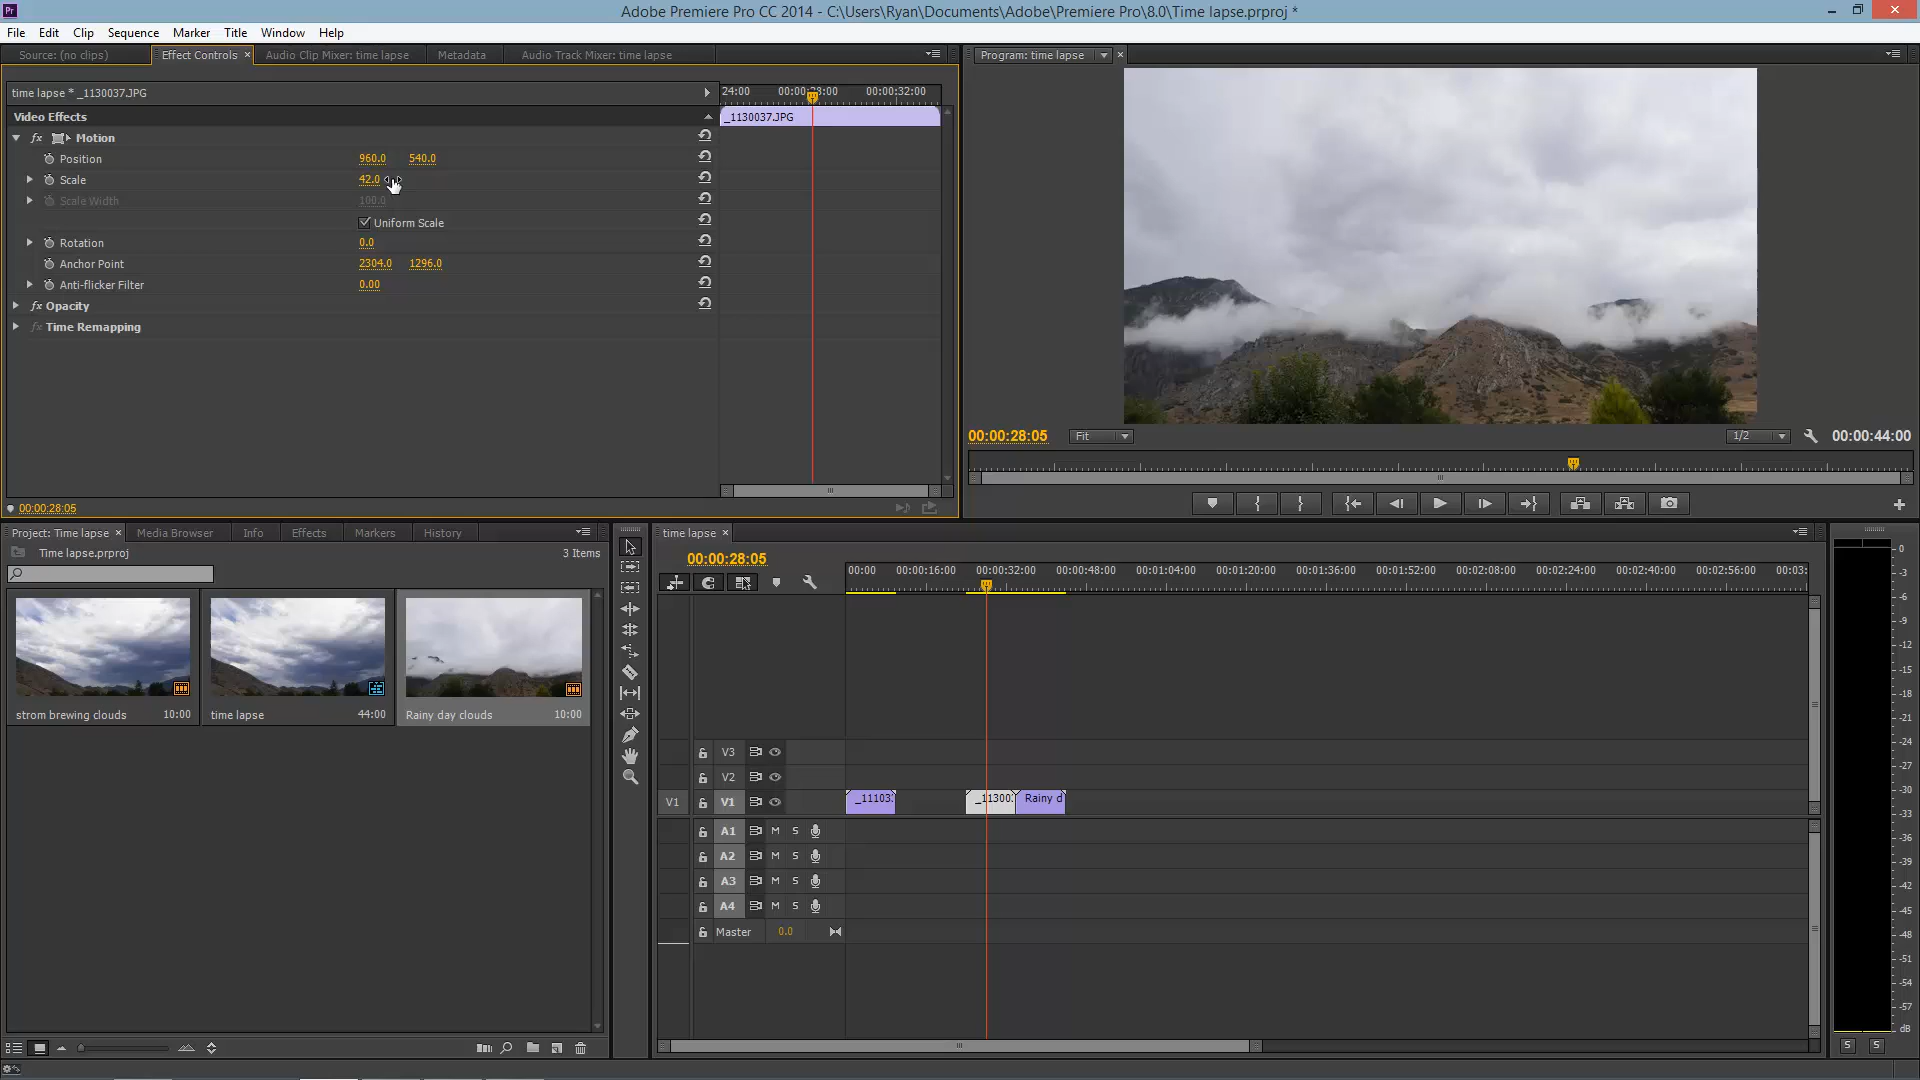 Pr
Adobe Premiere Pro CC 2014 - C:\Users\Ryan\Documents\Adobe\Premiere Pro\8.0\Time lapse.prproj *
File Edit Clip Sequence Marker Title Window Help
Source: (no clips) Effect Controls × Audio Clip Mixer: time lapse Metadata Audio Track Mixer: time lapse
Program: time lapse ×
time lapse * _1130037.JPG
24:00 00:00:28:00 00:00:32:00
Video Effects
_1130037.JPG
fx Motion
Position 960.0 540.0
Scale 42.0
Scale Width 100.0
Uniform Scale
Rotation 0.0
Anchor Point 2304.0 1296.0
Anti-flicker Filter 0.00
fx Opacity
fx Time Remapping
00:00:28:05
00:00:28:05 Fit 1/2 00:00:44:00
Project: Time lapse × Media Browser Info Effects Markers History
Time lapse.prproj 3 Items
strom brewing clouds 10:00
time lapse 44:00
Rainy day clouds 10:00
time lapse ×
00:00:28:05
00:00 00:00:16:00 00:00:32:00 00:00:48:00 00:01:04:00 00:01:20:00 00:01:36:00 00:01:52:00 00:02:08:00 00:02:24:00 00:02:40:00 00:02:56:00 00:03:
V3
V2
V1 V1 _11103: _11300: Rainy d
A1 M S
A2 M S
A3 M S
A4 M S
Master 0.0
0
-3
-6
-9
-12
-15
-18
-21
-24
-27
-30
-33
-36
-39
-42
-45
-48
-51
-54
-57
dB
S S